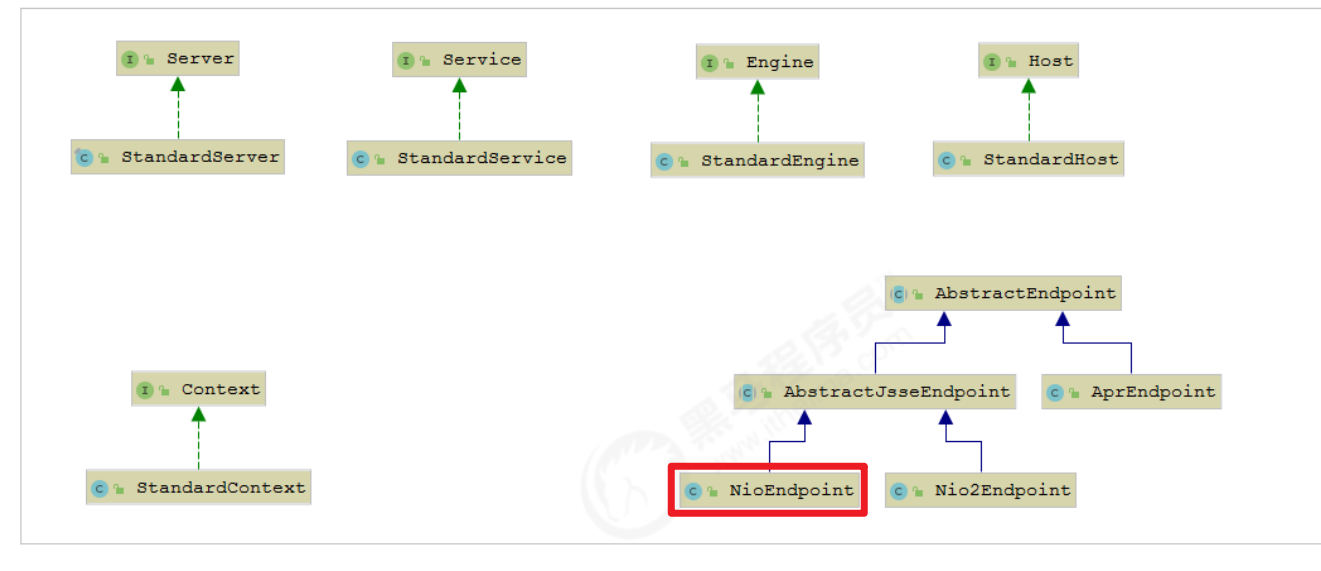 I Server
I Service
I Engine
I Host
C StandardServer
C StandardService
C StandardEngine
C StandardHost
C AbstractEndpoint
I Context
C AbstractJsseEndpoint
C AprEndpoint
C StandardContext
C NioEndpoint
C Nio2Endpoint
黑马程序员
www.itheima.com